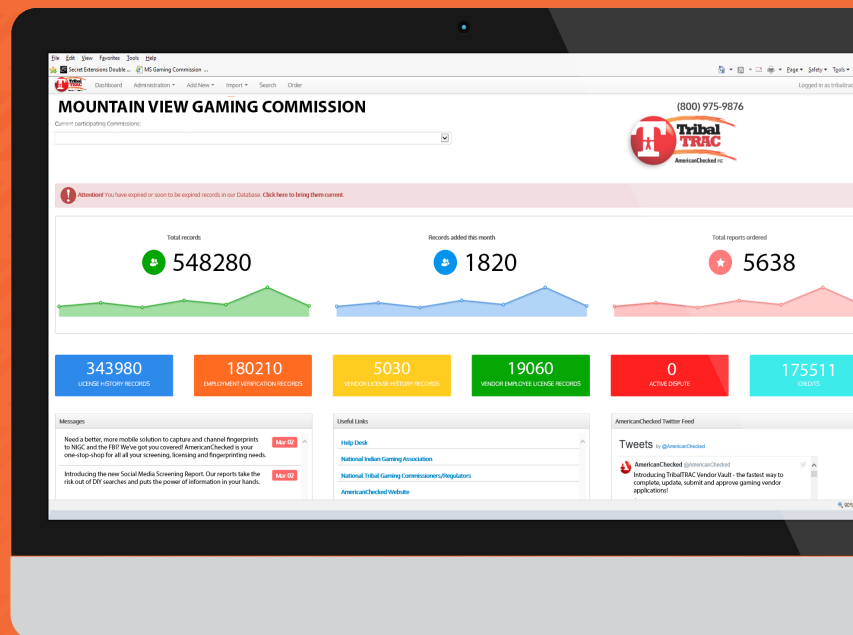 File Edit View Favorites Tools Help
Secret Extensions Double ... MS Gaming Commission ...
Page Safety Tools
Tribal TRAC Dashboard Administration Add New Import Search Order
Logged in as tribaltrac
MOUNTAIN VIEW GAMING COMMISSION
Current participating Commissions:
(800) 975-9876
Tribal
TRAC
AmericanChecked INC
Attention! You have expired or soon to be expired records in our Database. Click here to bring them current.
Total records
548280
Records added this month
1820
Total reports ordered
5638
343980
LICENSE HISTORY RECORDS
180210
EMPLOYMENT VERIFICATION RECORDS
5030
VENDOR LICENSE HISTORY RECORDS
19060
VENDOR EMPLOYEE LICENSE RECORDS
0
ACTIVE DISPUTE
175511
CREDITS
Messages
Need a better, more mobile solution to capture and channel fingerprints
to NIGC and the FBI? We've got you covered! AmericanChecked is your
one-stop-shop for all your screening, licensing and fingerprinting needs.
Mar 02
Introducing the new Social Media Screening Report. Our reports take the
risk out of DIY searches and puts the power of information in your hands.
Mar 02
Useful Links
Help Desk
National Indian Gaming Association
National Tribal Gaming Commissioners/Regulators
AmericanChecked Website
AmericanChecked Twitter Feed
Tweets by @AmericanChecked
AmericanChecked @AmericanChecked
Introducing TribalTRAC Vendor Vault - the fastest way to
complete, update, submit and approve gaming vendor
applications!
90%